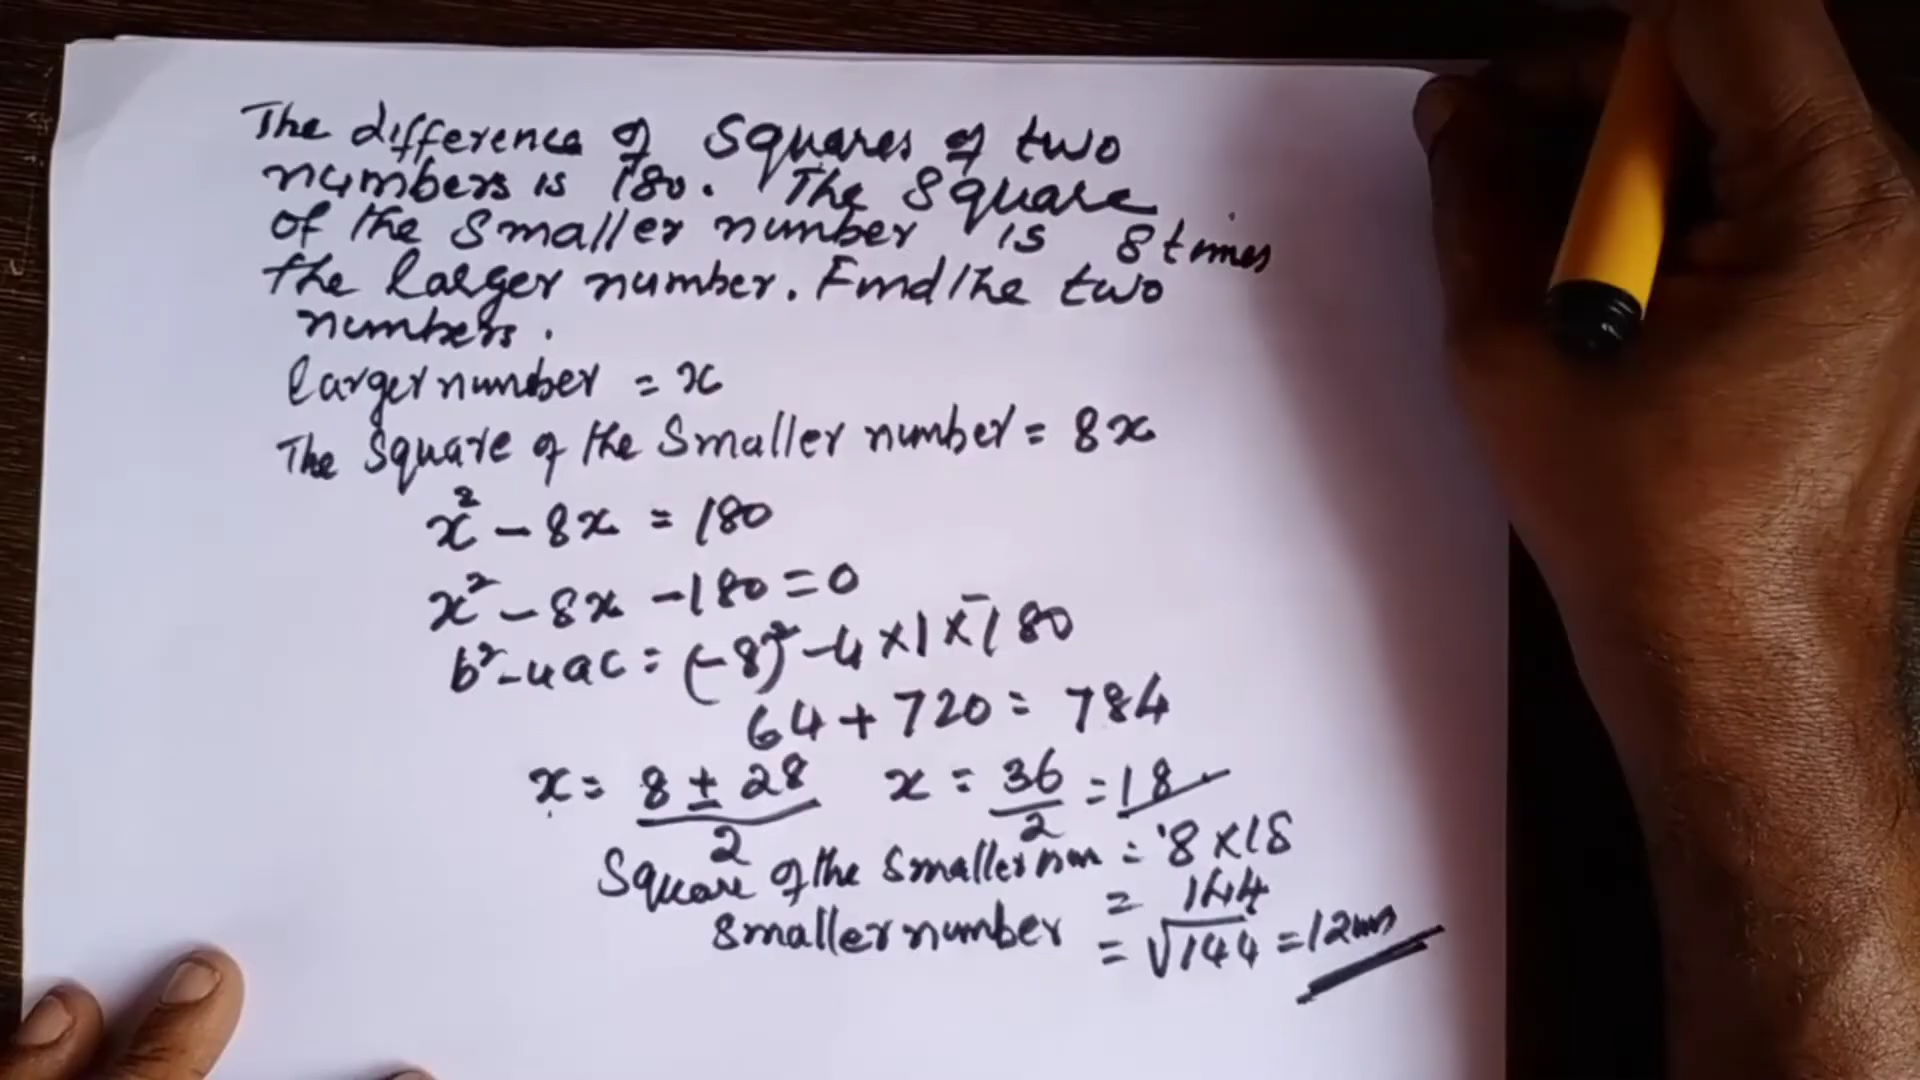 The difference of squares of two
numbers is 180. The square
of the smaller number is 8 times
the larger number. Find the two
numbers.
larger number = x
The square of the smaller number = 8x
x² - 8x = 180
x² - 8x - 180 = 0
b² - 4ac = (-8)² - 4 × 1 × -180
64 + 720 = 784
x = 8 ± 28 / 2 x = 36 / 2 = 18
Square of the smaller num = 8 × 18
= 144
smaller number = √144 = 12